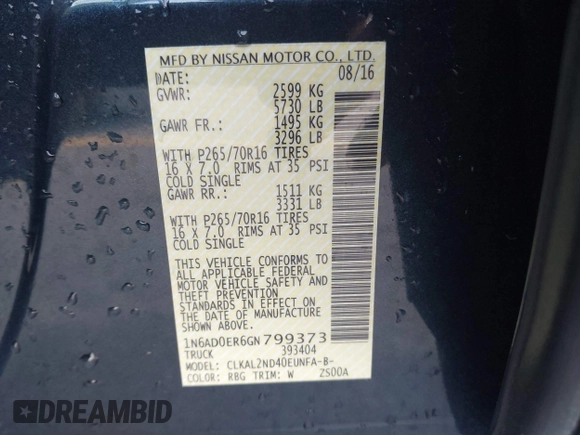 MFD BY NISSAN MOTOR CO., LTD.
DATE: 08/16
GVWR: 2599 KG
5730 LB
GAWR FR.: 1495 KG
3296 LB
WITH P265/70R16 TIRES
16 X 7.0 RIMS AT 35 PSI
COLD SINGLE
GAWR RR.: 1511 KG
3331 LB
WITH P265/70R16 TIRES
16 X 7.0 RIMS AT 35 PSI
COLD SINGLE
THIS VEHICLE CONFORMS TO
ALL APPLICABLE FEDERAL
MOTOR VEHICLE SAFETY AND
THEFT PREVENTION
STANDARDS IN EFFECT ON
THE DATE OF MANUFACTURE
SHOWN ABOVE.
1N6AD0ER6GN799373
TRUCK 393404
MODEL: CLKAL2ND40EUNFA-B-
COLOR: RBG TRIM: W ZS00A
DREAMBID